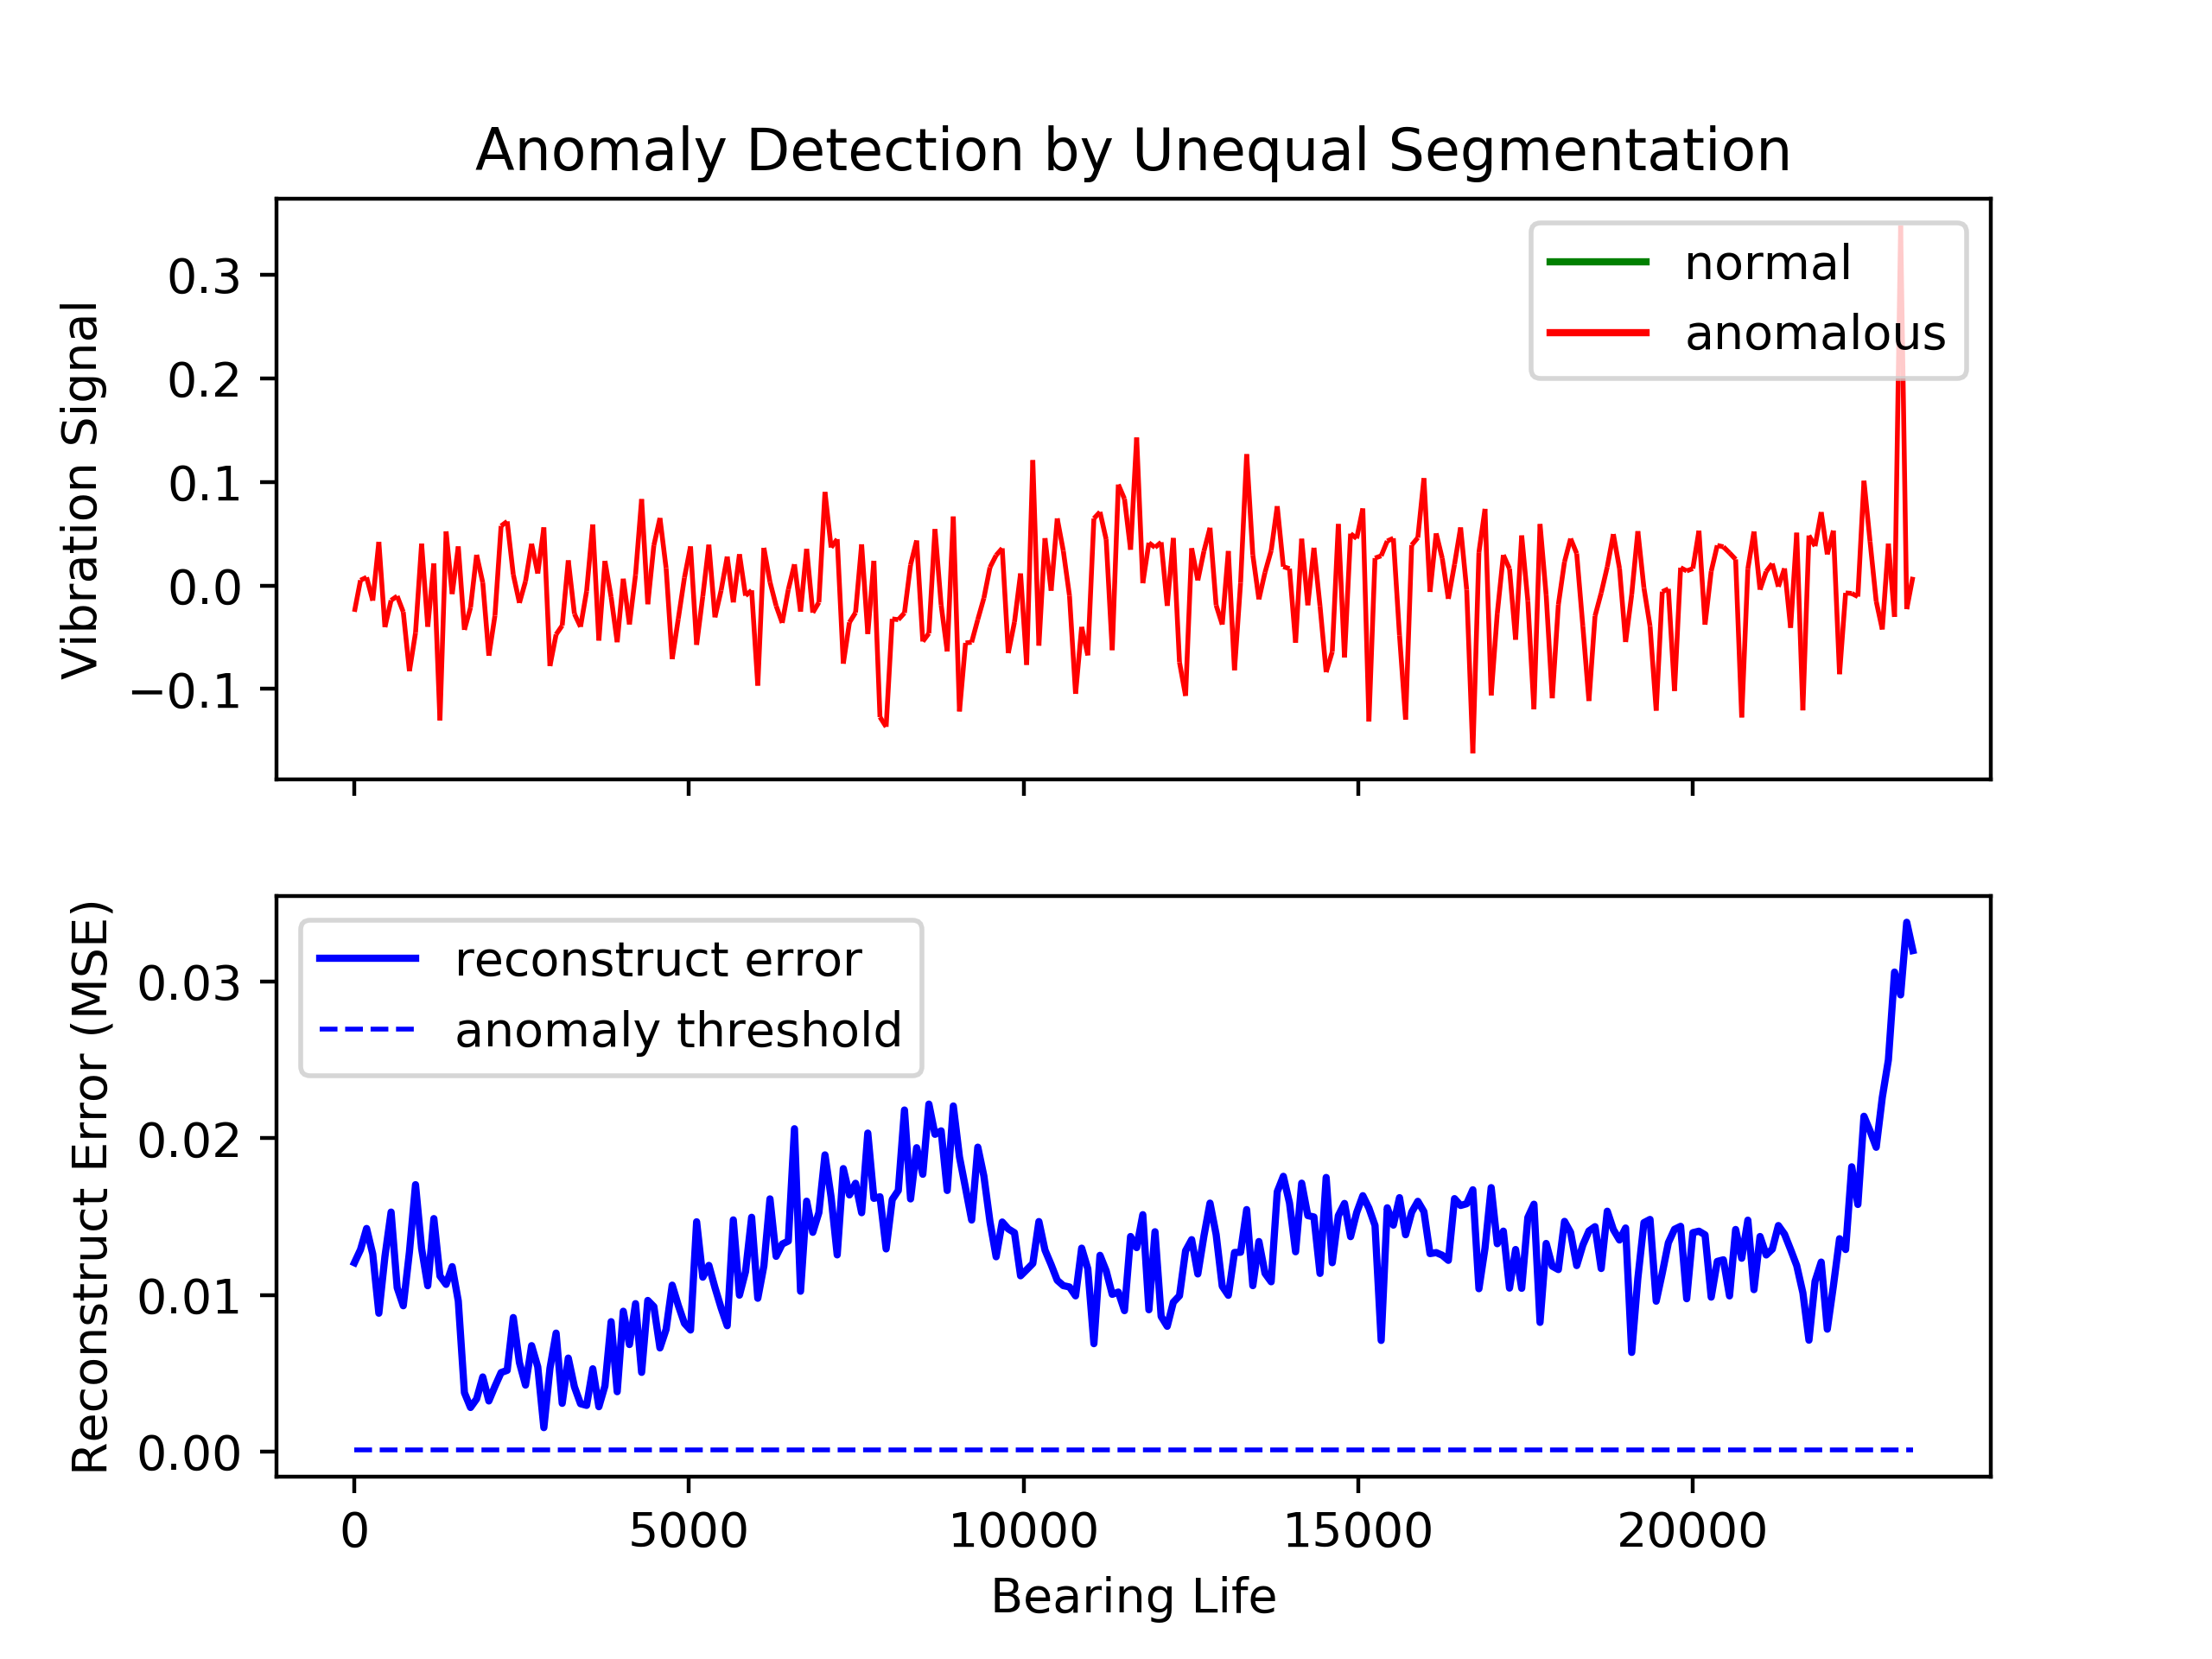 Anomaly Detection by Unequal Segmentation
Vibration Signal
0.3
0.2
0.1
0.0
−0.1
normal
anomalous
Reconstruct Error (MSE)
0.03
0.02
0.01
0.00
reconstruct error
anomaly threshold
0 5000 10000 15000 20000
Bearing Life